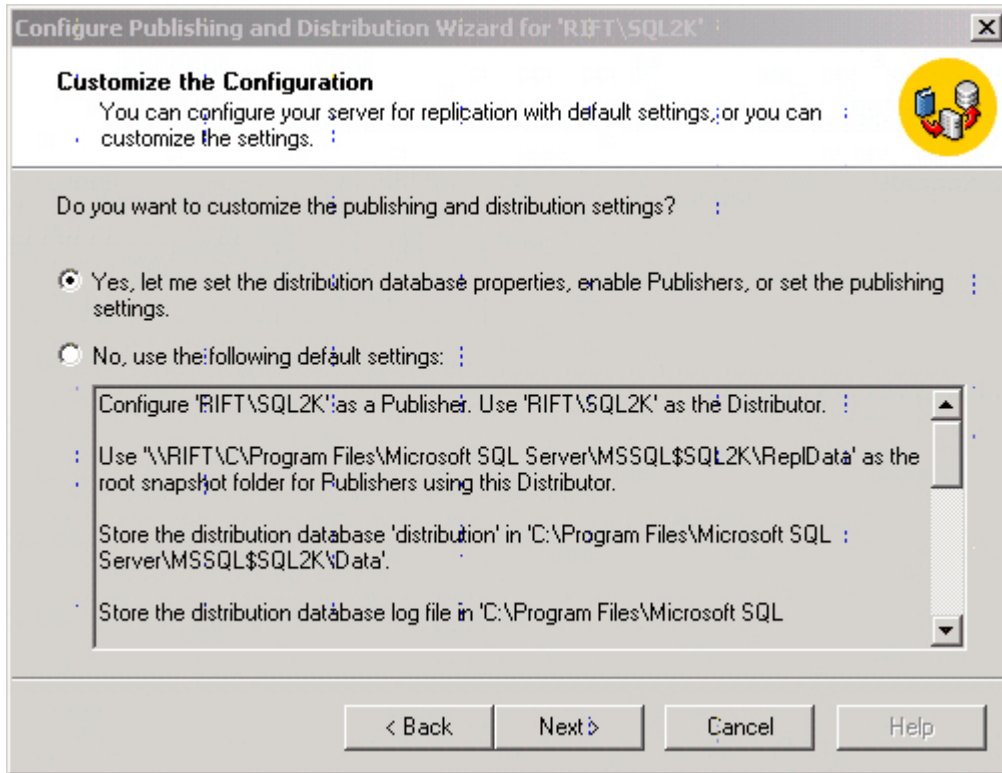 Configure Publishing and Distribution Wizard for 'RIFT\SQL2K'
Customize the Configuration
You can configure your server for replication with default settings, or you can
customize the settings.
Do you want to customize the publishing and distribution settings?
Yes, let me set the distribution database properties, enable Publishers, or set the publishing
settings.
No, use the following default settings:
Configure 'RIFT\SQL2K' as a Publisher. Use 'RIFT\SQL2K' as the Distributor.
Use '\\RIFT\C\Program Files\Microsoft SQL Server\MSSQL$SQL2K\ReplData' as the
root snapshot folder for Publishers using this Distributor.
Store the distribution database 'distribution' in 'C:\Program Files\Microsoft SQL
Server\MSSQL$SQL2K\Data'.
Store the distribution database log file in 'C:\Program Files\Microsoft SQL
< Back
Next >
Cancel
Help